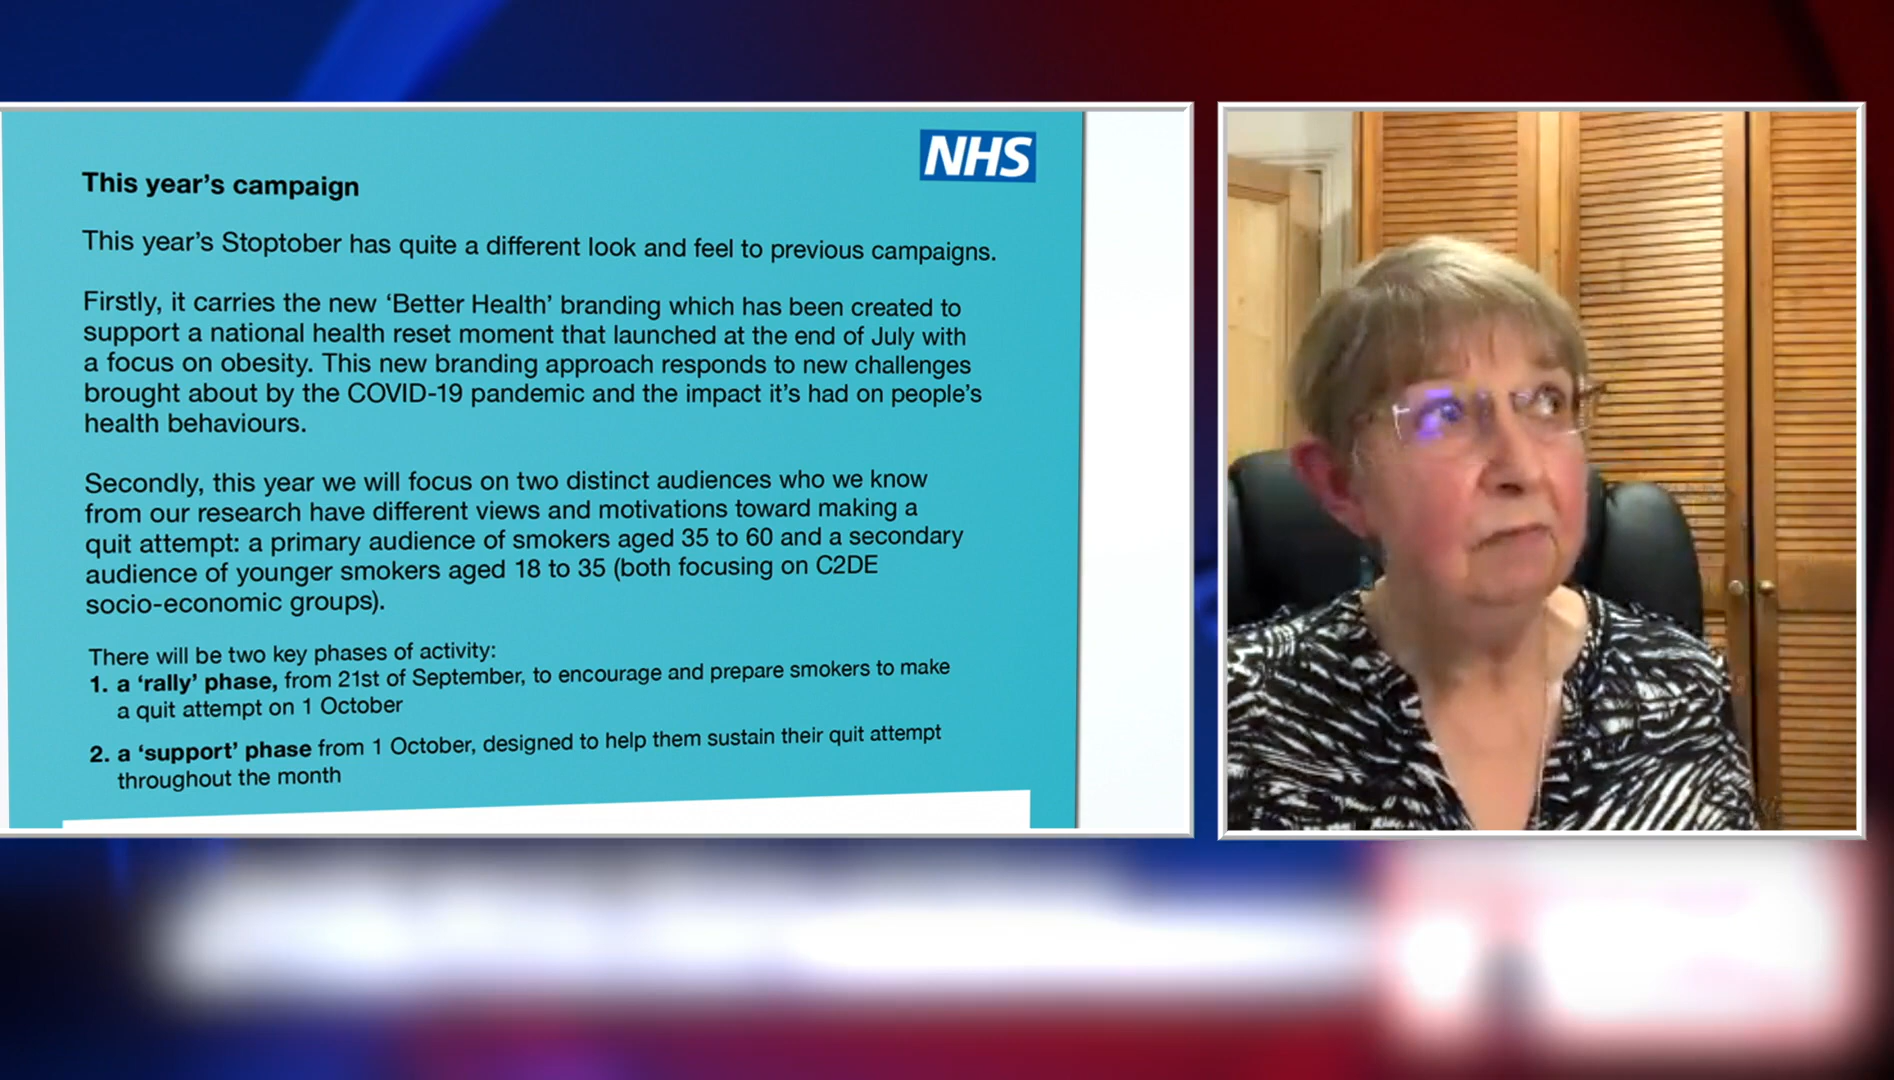 NHS
This year's campaign
This year's Stoptober has quite a different look and feel to previous campaigns.
Firstly, it carries the new ‘Better Health’ branding which has been created to
support a national health reset moment that launched at the end of July with
a focus on obesity. This new branding approach responds to new challenges
brought about by the COVID-19 pandemic and the impact it's had on people's
health behaviours.
Secondly, this year we will focus on two distinct audiences who we know
from our research have different views and motivations toward making a
quit attempt: a primary audience of smokers aged 35 to 60 and a secondary
audience of younger smokers aged 18 to 35 (both focusing on C2DE
socio-economic groups).
There will be two key phases of activity:
1. a ‘rally’ phase, from 21st of September, to encourage and prepare smokers to make
a quit attempt on 1 October
2. a ‘support’ phase from 1 October, designed to help them sustain their quit attempt
throughout the month